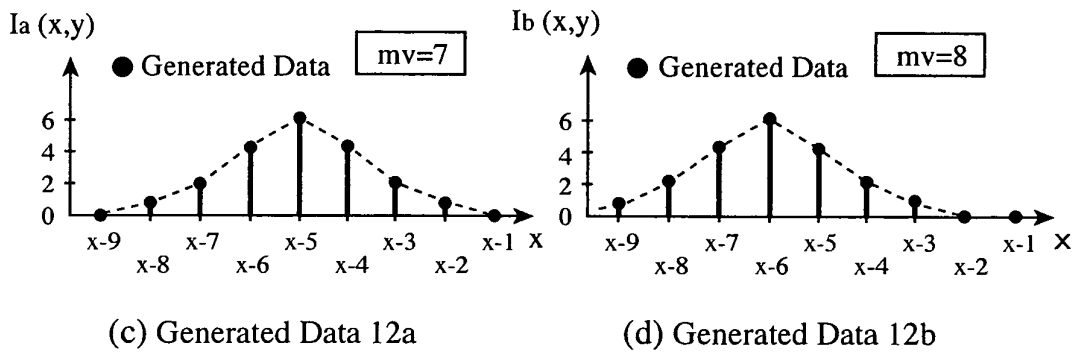 Ia (x,y)
mv=7
Generated Data
6
4
2
0
x-9
x-8
x-7
x-6
x-5
x-4
x-3
x-2
x-1
x
(c) Generated Data 12a
Ib (x,y)
mv=8
Generated Data
6
4
2
0
x-9
x-8
x-7
x-6
x-5
x-4
x-3
x-2
x-1
x
(d) Generated Data 12b